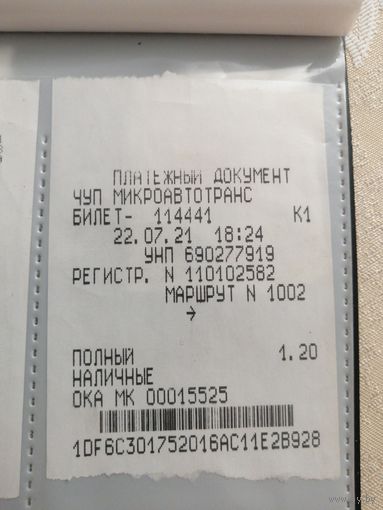 ПЛАТЕЖНЫЙ ДОКУМЕНТ
ЧУП МИКРОАВТОТРАНС
БИЛЕТ- 114441 К1
22.07.21 18:24
УНП 690277919
РЕГИСТР. N 110102582
МАРШРУТ N 1002
→
ПОЛНЫЙ 1.20
НАЛИЧНЫЕ
ОКА МК 00015525
1DF6C301752016AC11E2B928